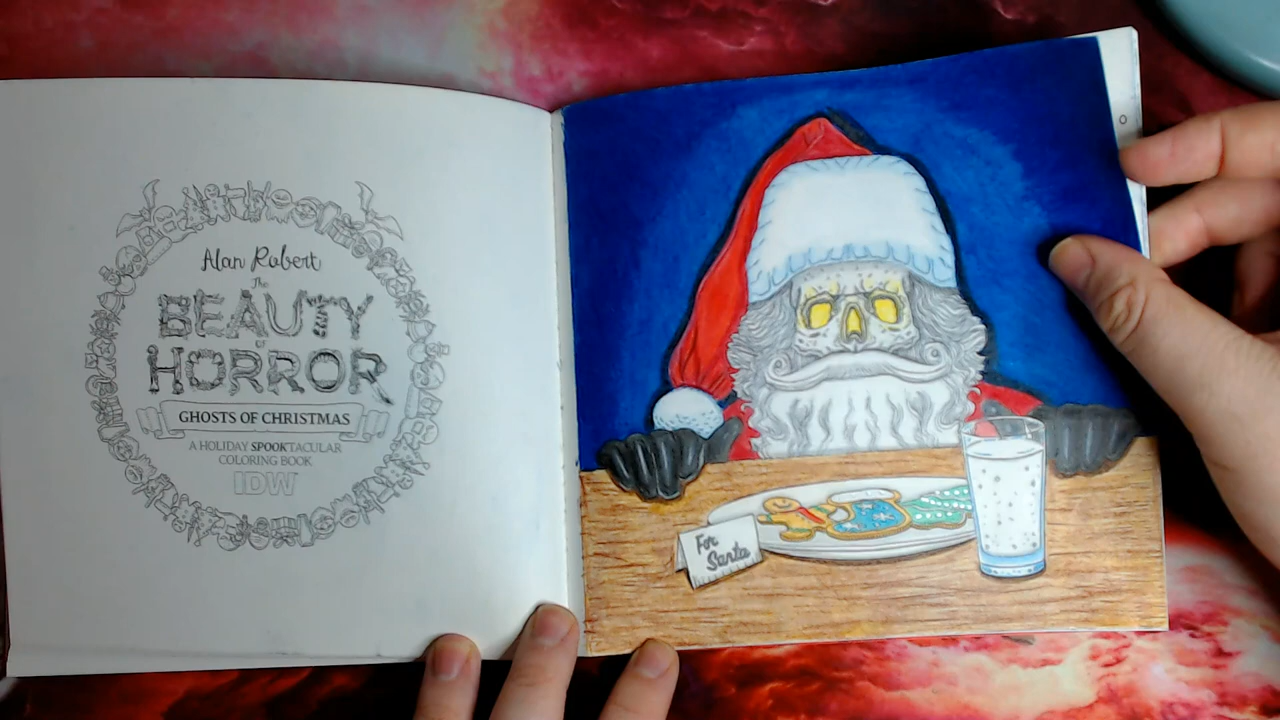 Alan Robert
The
BEAUTY
OF
HORROR
GHOSTS OF CHRISTMAS
A HOLIDAY SPOOKTACULAR
COLORING BOOK
IDW
For
Santa